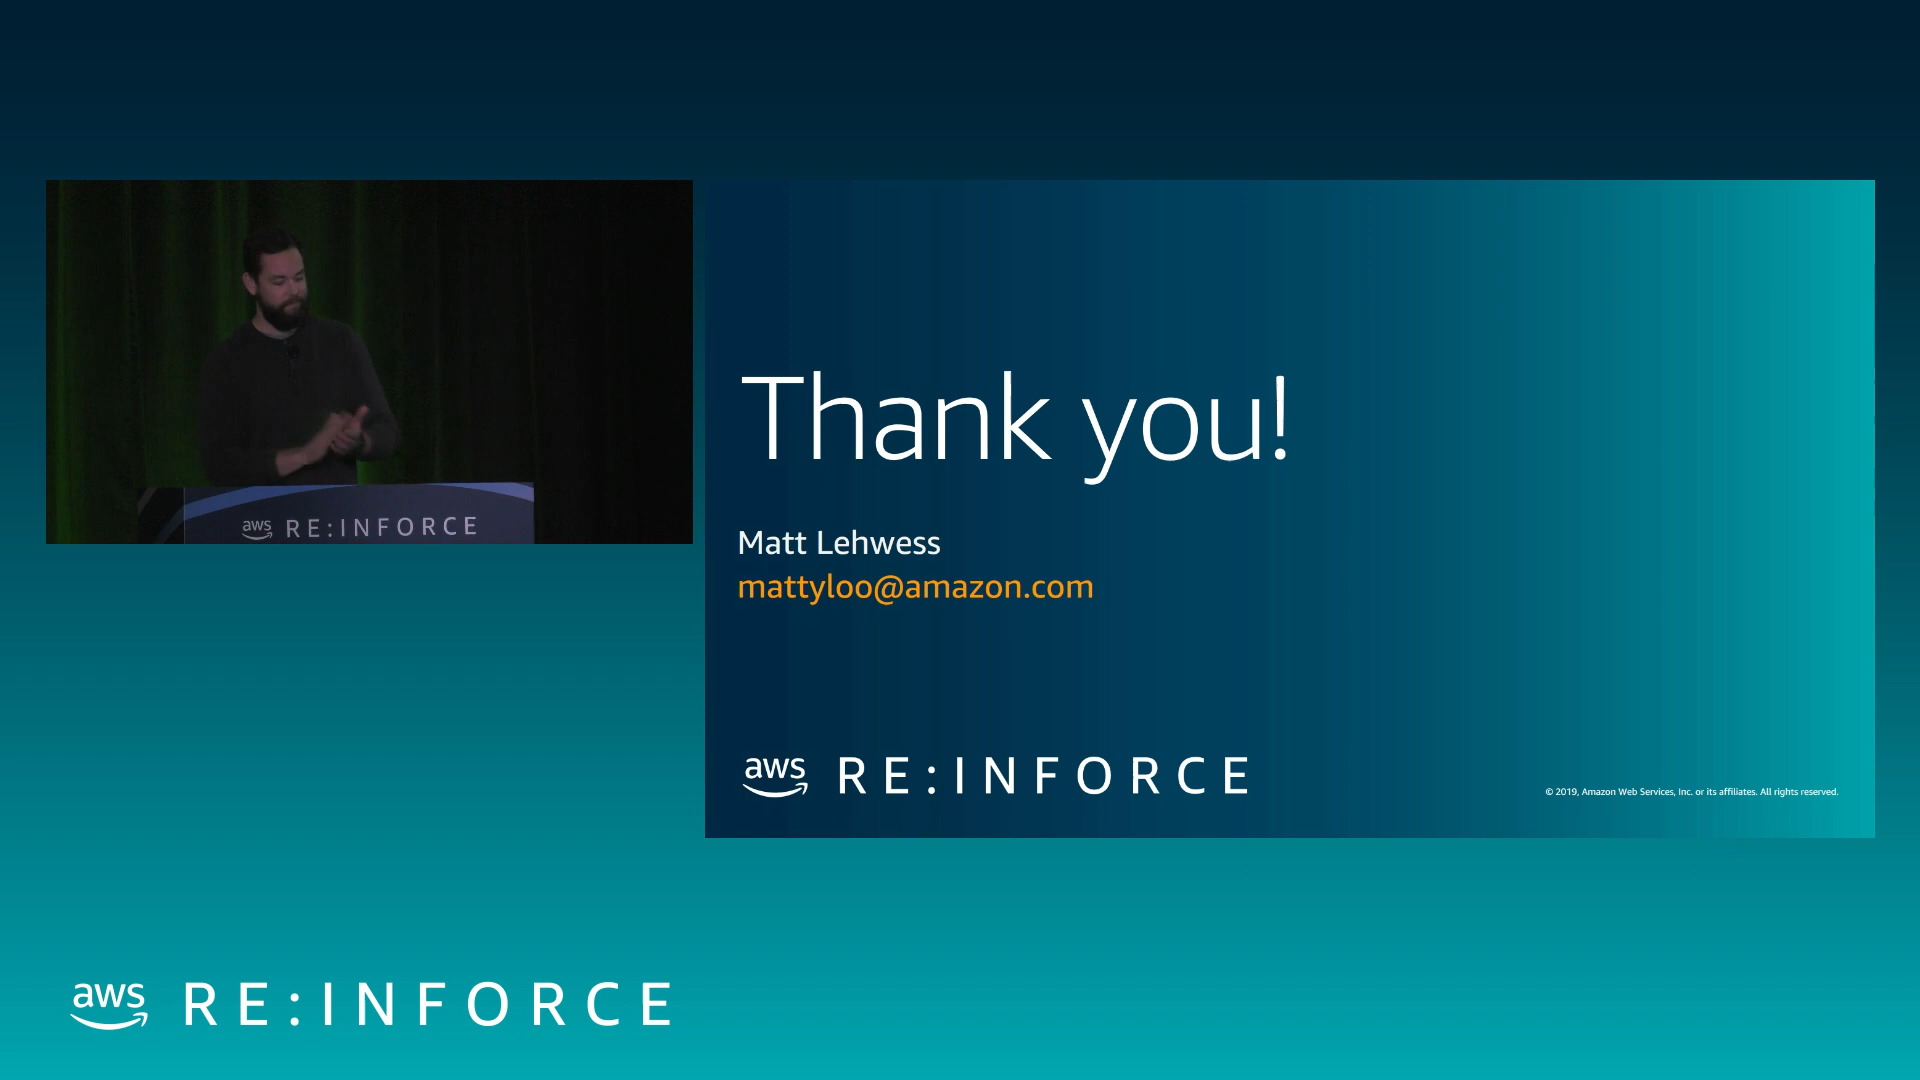 aws RE:INFORCE
Thank you!
Matt Lehwess
mattyloo@amazon.com
aws RE:INFORCE
© 2019, Amazon Web Services, Inc. or its affiliates. All rights reserved.
aws RE:INFORCE